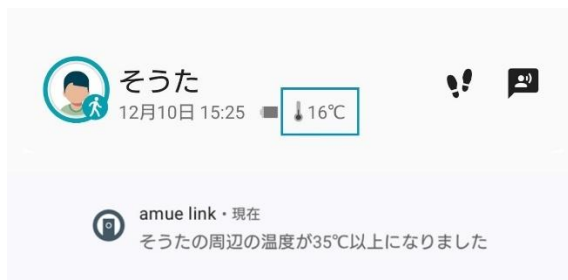 そうた
12月10日 15:25 16℃
amue link・現在
そうたの周辺の温度が35℃以上になりました